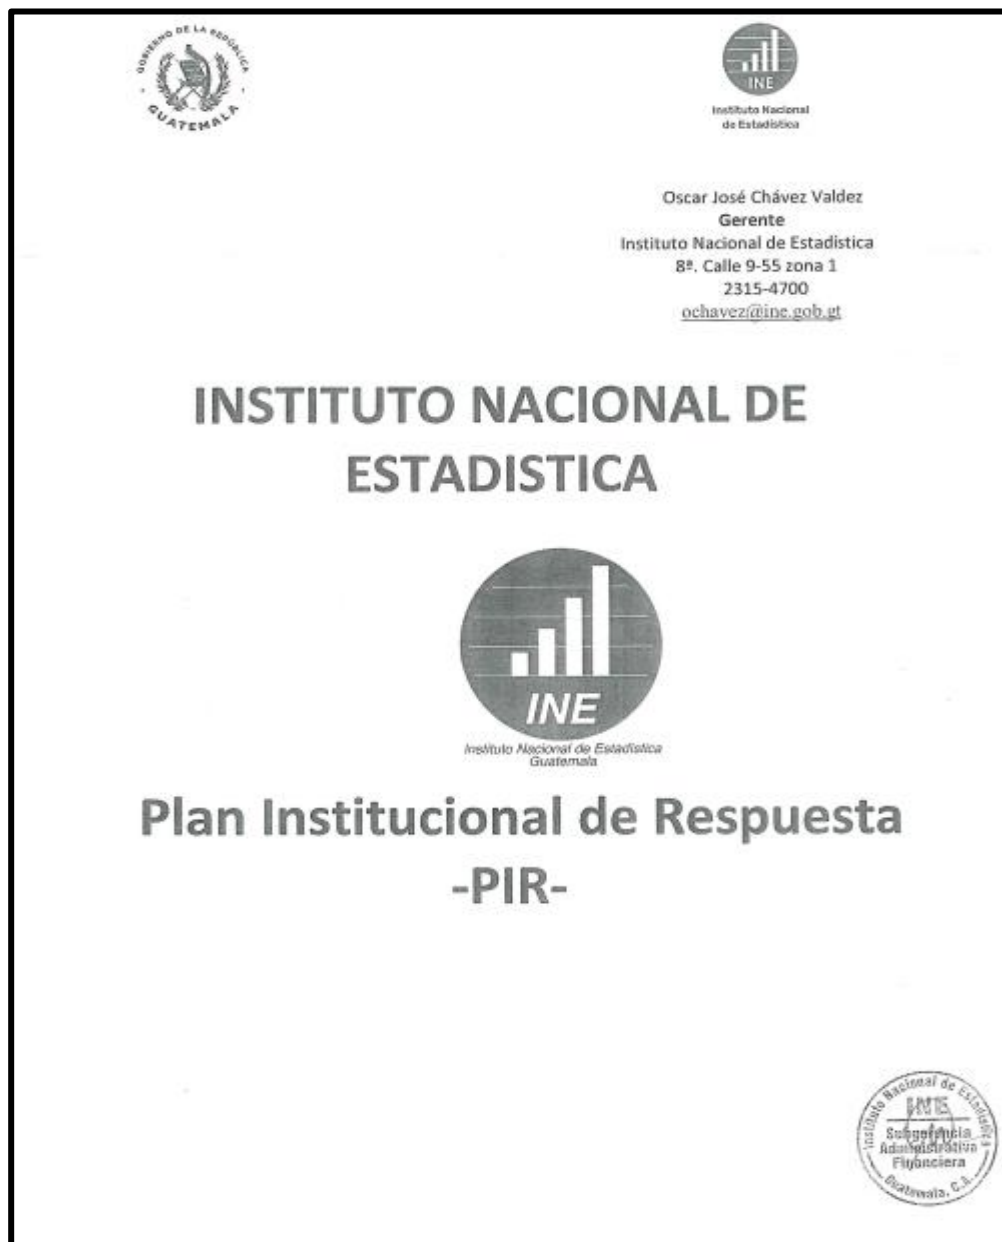 GOBIERNO DE LA REPÚBLICA
GUATEMALA
INE
Instituto Nacional
de Estadística
Oscar José Chávez Valdez
Gerente
Instituto Nacional de Estadística
8ª. Calle 9-55 zona 1
2315-4700
ochavez@ine.gob.gt
INSTITUTO NACIONAL DE
ESTADISTICA
INE
Instituto Nacional de Estadística
Guatemala
Plan Institucional de Respuesta
-PIR-
Instituto Nacional de Estadística
INE
Subgerencia
Administrativa
Financiera
Guatemala, C.A.